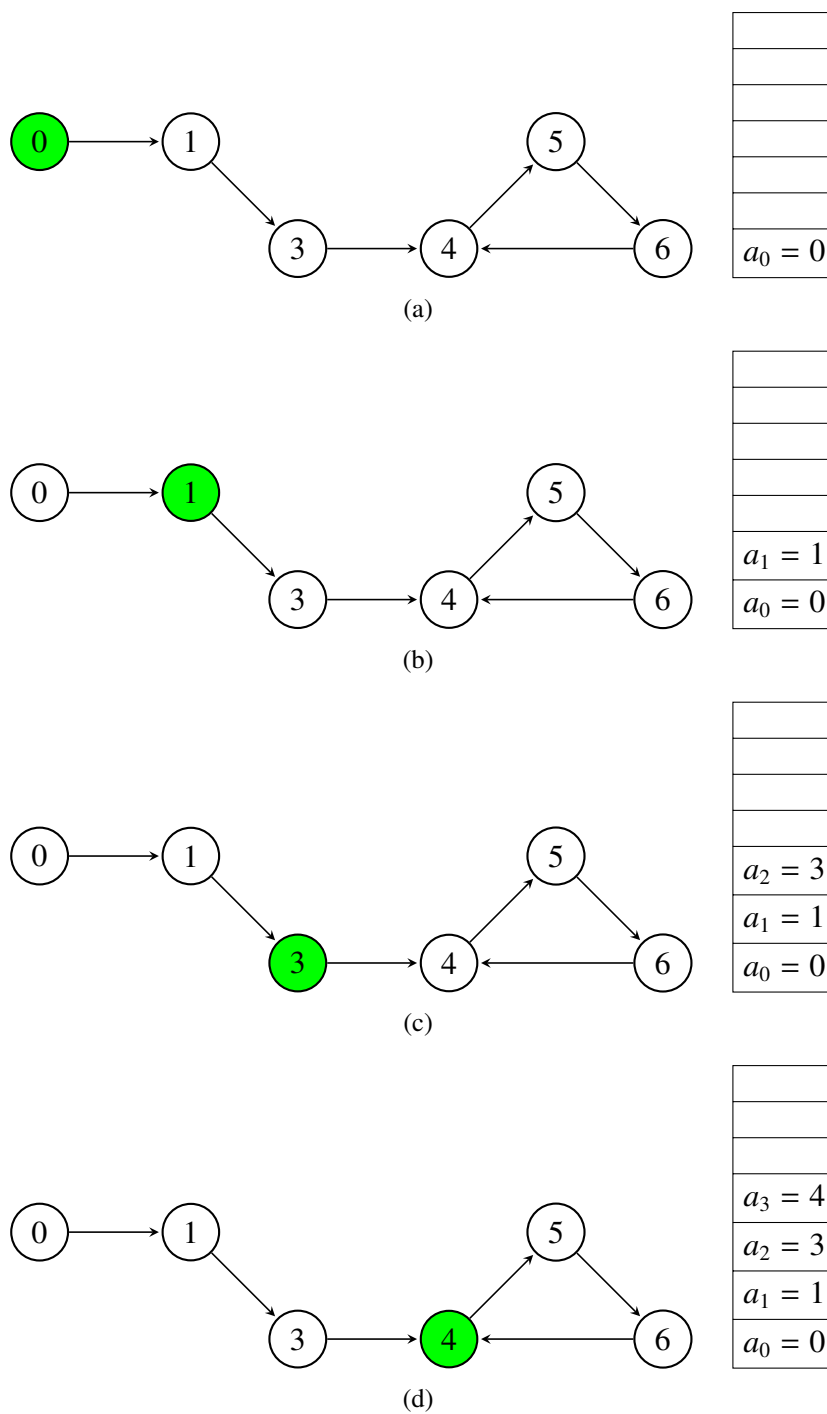 0 1 5
3 4 6
a₀ = 0
(a)
0 1 5
a₁ = 1
3 4 6
a₀ = 0
(b)
0 1 5
a₂ = 3
a₁ = 1
3 4 6
a₀ = 0
(c)
a₃ = 4
0 1 5
a₂ = 3
a₁ = 1
3 4 6
a₀ = 0
(d)